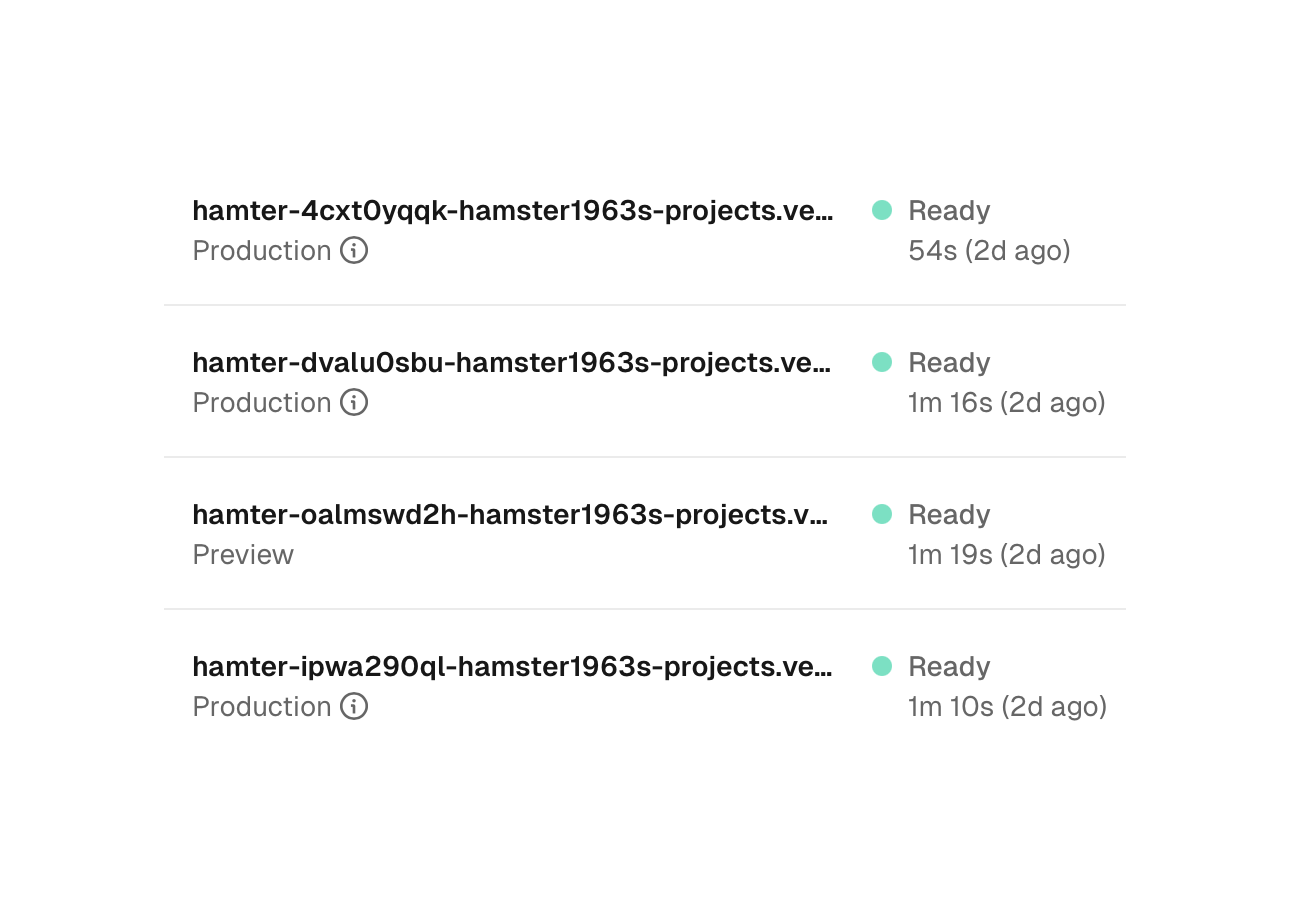 hamter-4cxt0yqqk-hamster1963s-projects.ve…
Ready
Production
54s (2d ago)
hamter-dvalu0sbu-hamster1963s-projects.ve…
Ready
Production
1m 16s (2d ago)
hamter-oalmswd2h-hamster1963s-projects.v…
Ready
Preview
1m 19s (2d ago)
hamter-ipwa290ql-hamster1963s-projects.ve…
Ready
Production
1m 10s (2d ago)